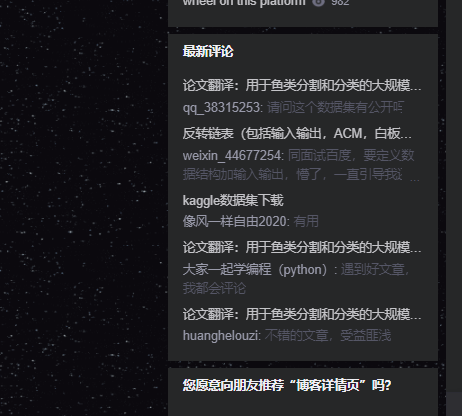 wheel on this platform 982
最新评论
论文翻译：用于鱼类分割和分类的大规模...
qq_38315253: 请问这个数据集有公开吗
反转链表（包括输入输出，ACM，白板...
weixin_44677254: 同面试百度，要定义数
据结构加输入输出，懵了，一直引导我这...
kaggle数据集下载
像风一样自由2020: 有用
论文翻译：用于鱼类分割和分类的大规模...
大家一起学编程（python）: 遇到好文章，
我都会评论
论文翻译：用于鱼类分割和分类的大规模...
huanghelouzi: 不错的文章，受益匪浅
您愿意向朋友推荐“博客详情页”吗？